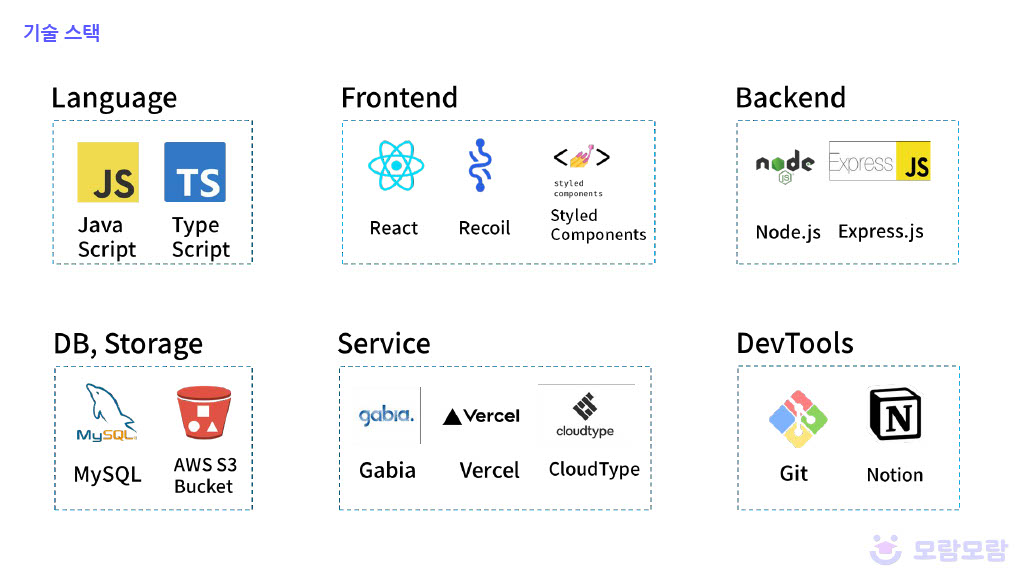 기술 스택
Language
JS
TS
Java
Script
Type
Script
Frontend
styled
components
React
Recoil
Styled
Components
Backend
node
JS
Express
JS
Node.js
Express.js
DB, Storage
MySQL
MySQL
AWS S3
Bucket
Service
gabia.
Vercel
cloudtype
Gabia
Vercel
CloudType
DevTools
N
Git
Notion
모람모람